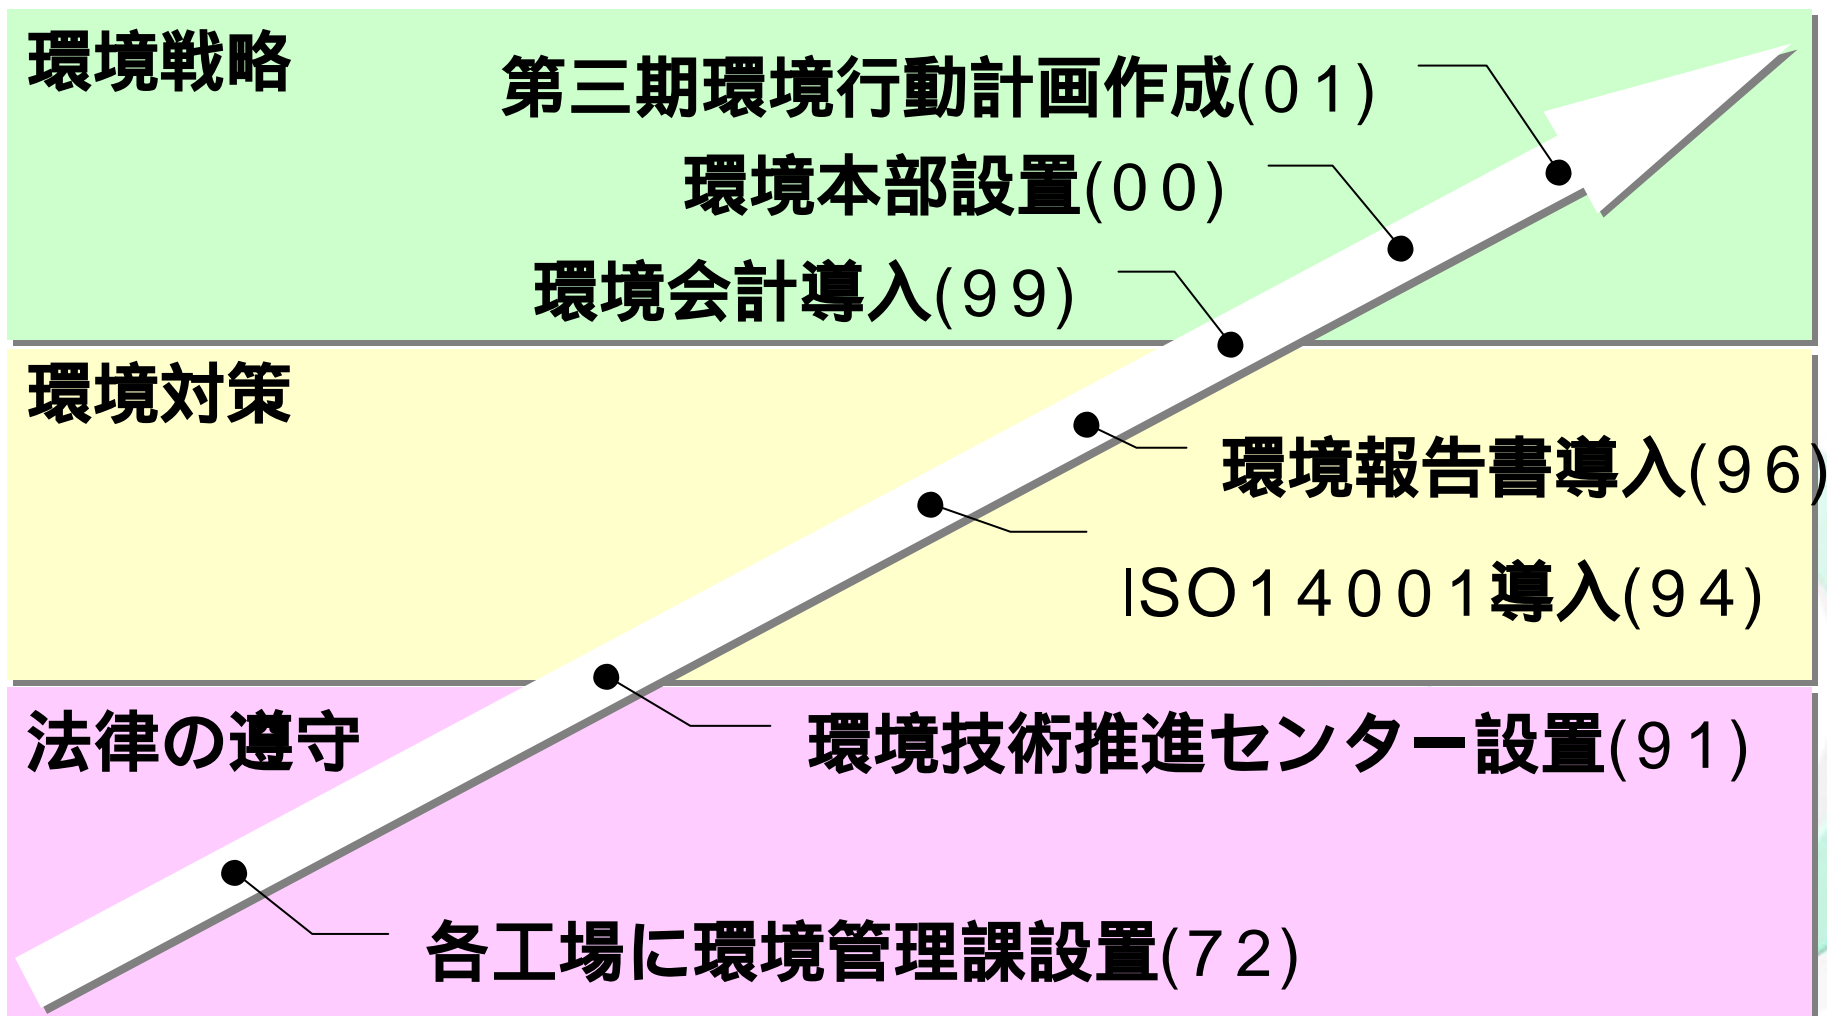 環境戦略
第三期環境行動計画作成(01)
環境本部設置(00)
環境会計導入(99)
環境対策
環境報告書導入(96)
ISO14001導入(94)
法律の遵守
環境技術推進センター設置(91)
各工場に環境管理課設置(72)